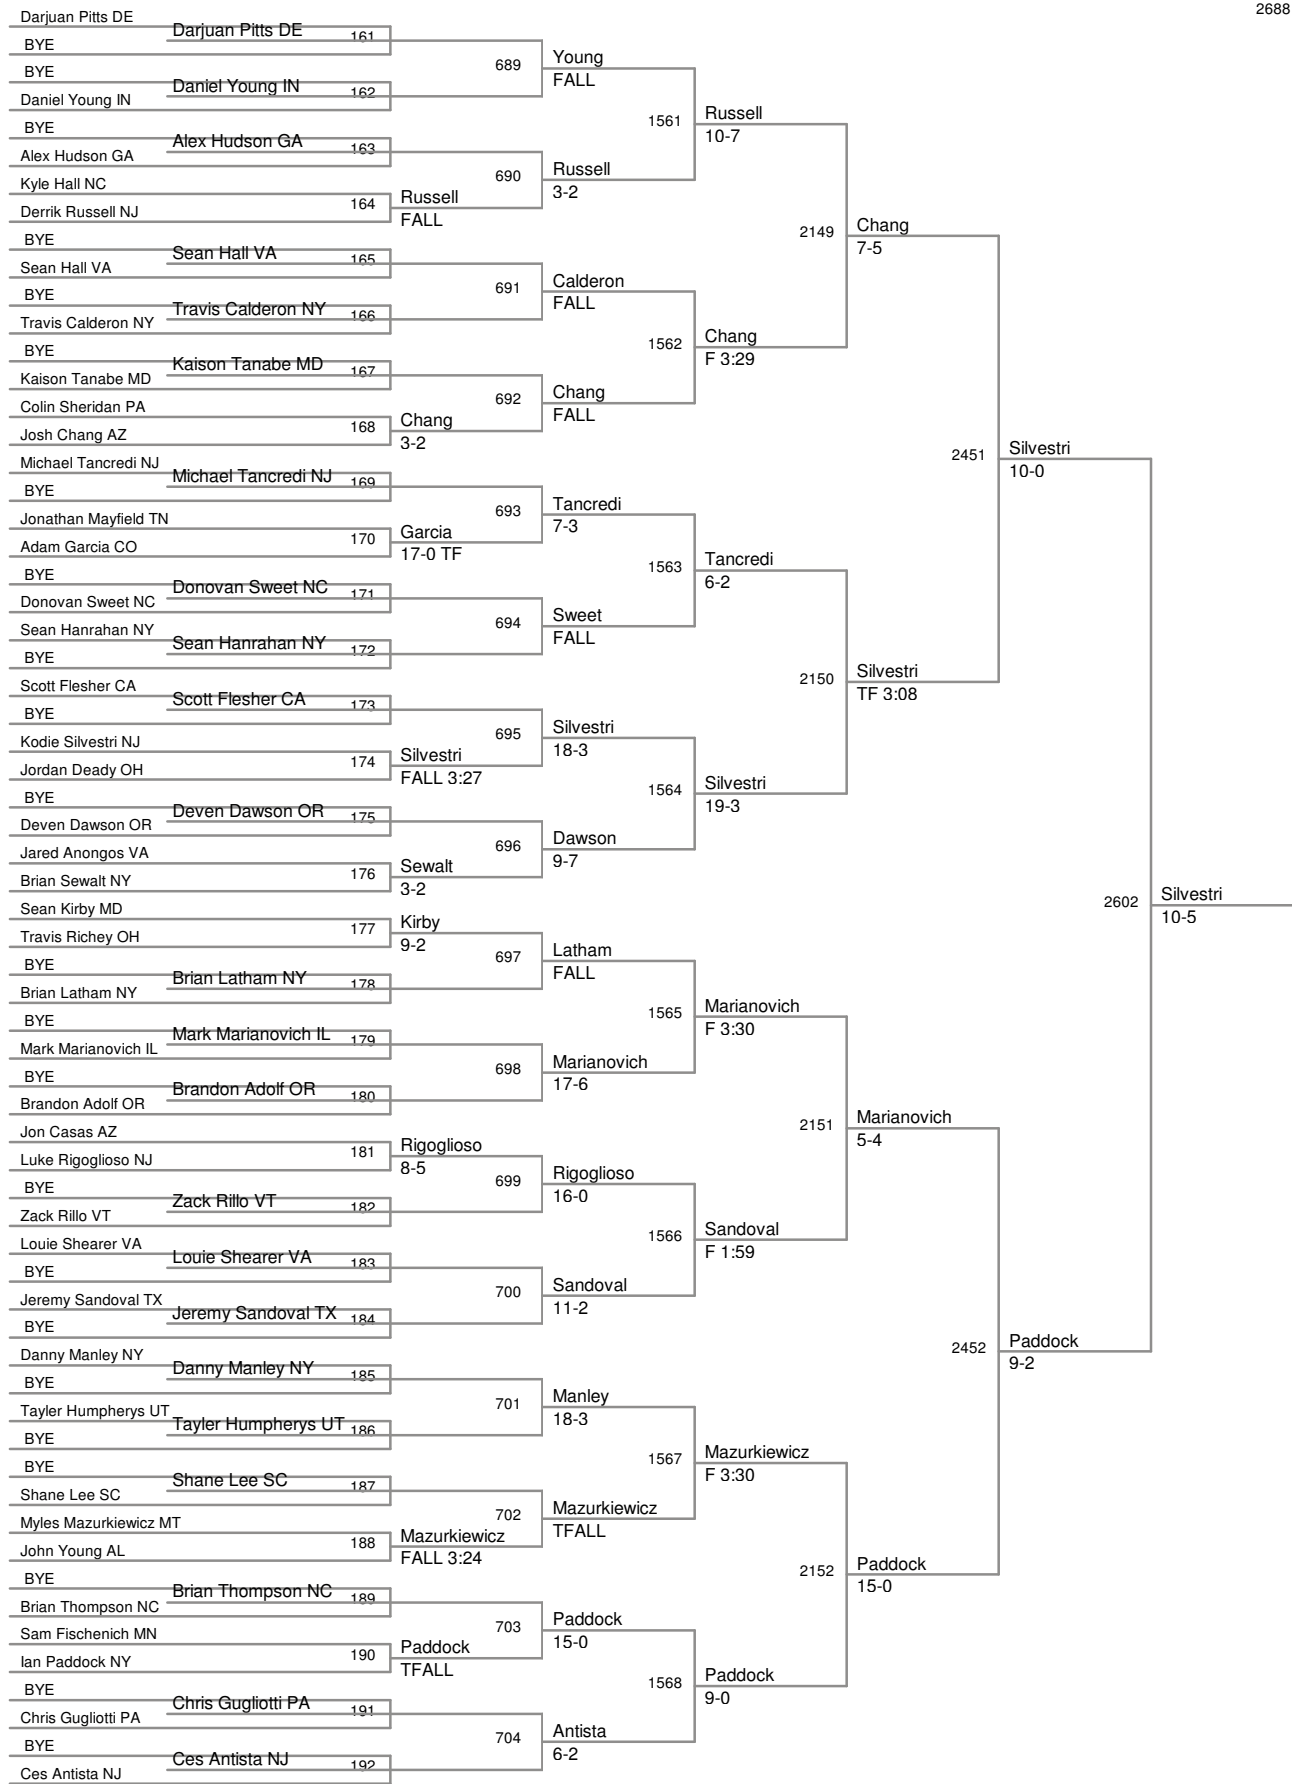 2688
Darjuan Pitts DE
BYE
Darjuan Pitts DE 161
BYE
Daniel Young IN
Daniel Young IN 162
689 Young
FALL
BYE
Alex Hudson GA
Alex Hudson GA 163
Kyle Hall NC
Derrik Russell NJ
164 Russell
FALL
690 Russell
3-2
1561 Russell
10-7
BYE
Sean Hall VA
Sean Hall VA 165
BYE
Travis Calderon NY
Travis Calderon NY 166
691 Calderon
FALL
BYE
Kaison Tanabe MD
Kaison Tanabe MD 167
Colin Sheridan PA
Josh Chang AZ
168 Chang
3-2
692 Chang
FALL
1562 Chang
F 3:29
2149 Chang
7-5
Michael Tancredi NJ
BYE
Michael Tancredi NJ 169
Jonathan Mayfield TN
Adam Garcia CO
170 Garcia
17-0 TF
693 Tancredi
7-3
BYE
Donovan Sweet NC
Donovan Sweet NC 171
Sean Hanrahan NY
BYE
Sean Hanrahan NY 172
694 Sweet
FALL
1563 Tancredi
6-2
Scott Flesher CA
BYE
Scott Flesher CA 173
Kodie Silvestri NJ
Jordan Deady OH
174 Silvestri
FALL 3:27
695 Silvestri
18-3
BYE
Deven Dawson OR
Deven Dawson OR 175
Jared Anongos VA
Brian Sewalt NY
176 Sewalt
3-2
696 Dawson
9-7
1564 Silvestri
19-3
2150 Silvestri
TF 3:08
2451 Silvestri
10-0
Sean Kirby MD
Travis Richey OH
177 Kirby
9-2
BYE
Brian Latham NY
Brian Latham NY 178
697 Latham
FALL
BYE
Mark Marianovich IL
Mark Marianovich IL 179
BYE
Brandon Adolf OR
Brandon Adolf OR 180
698 Marianovich
17-6
1565 Marianovich
F 3:30
Jon Casas AZ
Luke Rigoglioso NJ
181 Rigoglioso
8-5
BYE
Zack Rillo VT
Zack Rillo VT 182
699 Rigoglioso
16-0
Louie Shearer VA
BYE
Louie Shearer VA 183
Jeremy Sandoval TX
BYE
Jeremy Sandoval TX 184
700 Sandoval
11-2
1566 Sandoval
F 1:59
2151 Marianovich
5-4
Danny Manley NY
BYE
Danny Manley NY 185
Tayler Humpherys UT
BYE
Tayler Humpherys UT 186
701 Manley
18-3
BYE
Shane Lee SC
Shane Lee SC 187
Myles Mazurkiewicz MT
John Young AL
188 Mazurkiewicz
FALL 3:24
702 Mazurkiewicz
TFALL
1567 Mazurkiewicz
F 3:30
BYE
Brian Thompson NC
Brian Thompson NC 189
Sam Fischenich MN
Ian Paddock NY
190 Paddock
TFALL
703 Paddock
15-0
BYE
Chris Gugliotti PA
Chris Gugliotti PA 191
BYE
Ces Antista NJ
Ces Antista NJ 192
704 Antista
6-2
1568 Paddock
9-0
2152 Paddock
15-0
2452 Paddock
9-2
2602 Silvestri
10-5